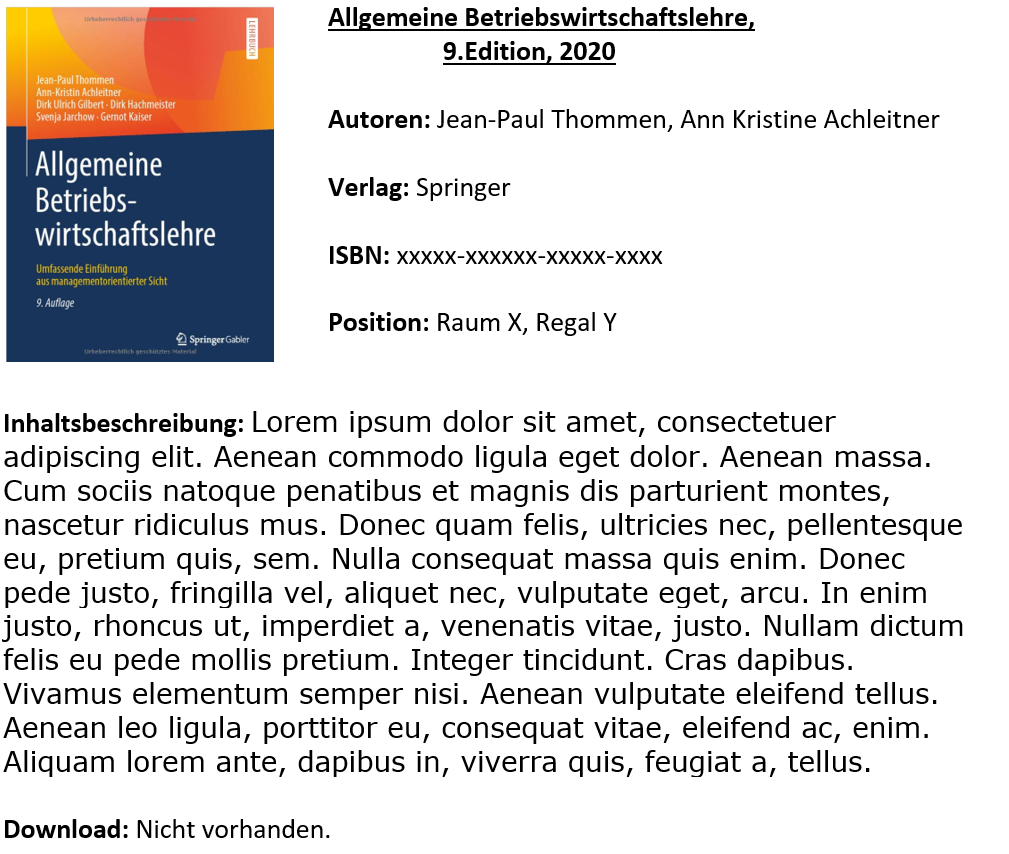 Urheberrechtlich geschütztes Material
LEHRBUCH
Jean-Paul Thommen
Ann-Kristin Achleitner
Dirk Ulrich Gilbert · Dirk Hachmeister
Svenja Jarchow · Gernot Kaiser
Allgemeine
Betriebs-
wirtschaftslehre
Umfassende Einführung
aus managementorientierter Sicht
9. Auflage
Springer Gabler
Urheberrechtlich geschütztes Material
Allgemeine Betriebswirtschaftslehre,
9.Edition, 2020
Autoren: Jean-Paul Thommen, Ann Kristine Achleitner
Verlag: Springer
ISBN: xxxxx-xxxxxx-xxxxx-xxxx
Position: Raum X, Regal Y
Inhaltsbeschreibung: Lorem ipsum dolor sit amet, consectetuer
adipiscing elit. Aenean commodo ligula eget dolor. Aenean massa.
Cum sociis natoque penatibus et magnis dis parturient montes,
nascetur ridiculus mus. Donec quam felis, ultricies nec, pellentesque
eu, pretium quis, sem. Nulla consequat massa quis enim. Donec
pede justo, fringilla vel, aliquet nec, vulputate eget, arcu. In enim
justo, rhoncus ut, imperdiet a, venenatis vitae, justo. Nullam dictum
felis eu pede mollis pretium. Integer tincidunt. Cras dapibus.
Vivamus elementum semper nisi. Aenean vulputate eleifend tellus.
Aenean leo ligula, porttitor eu, consequat vitae, eleifend ac, enim.
Aliquam lorem ante, dapibus in, viverra quis, feugiat a, tellus.
Download: Nicht vorhanden.